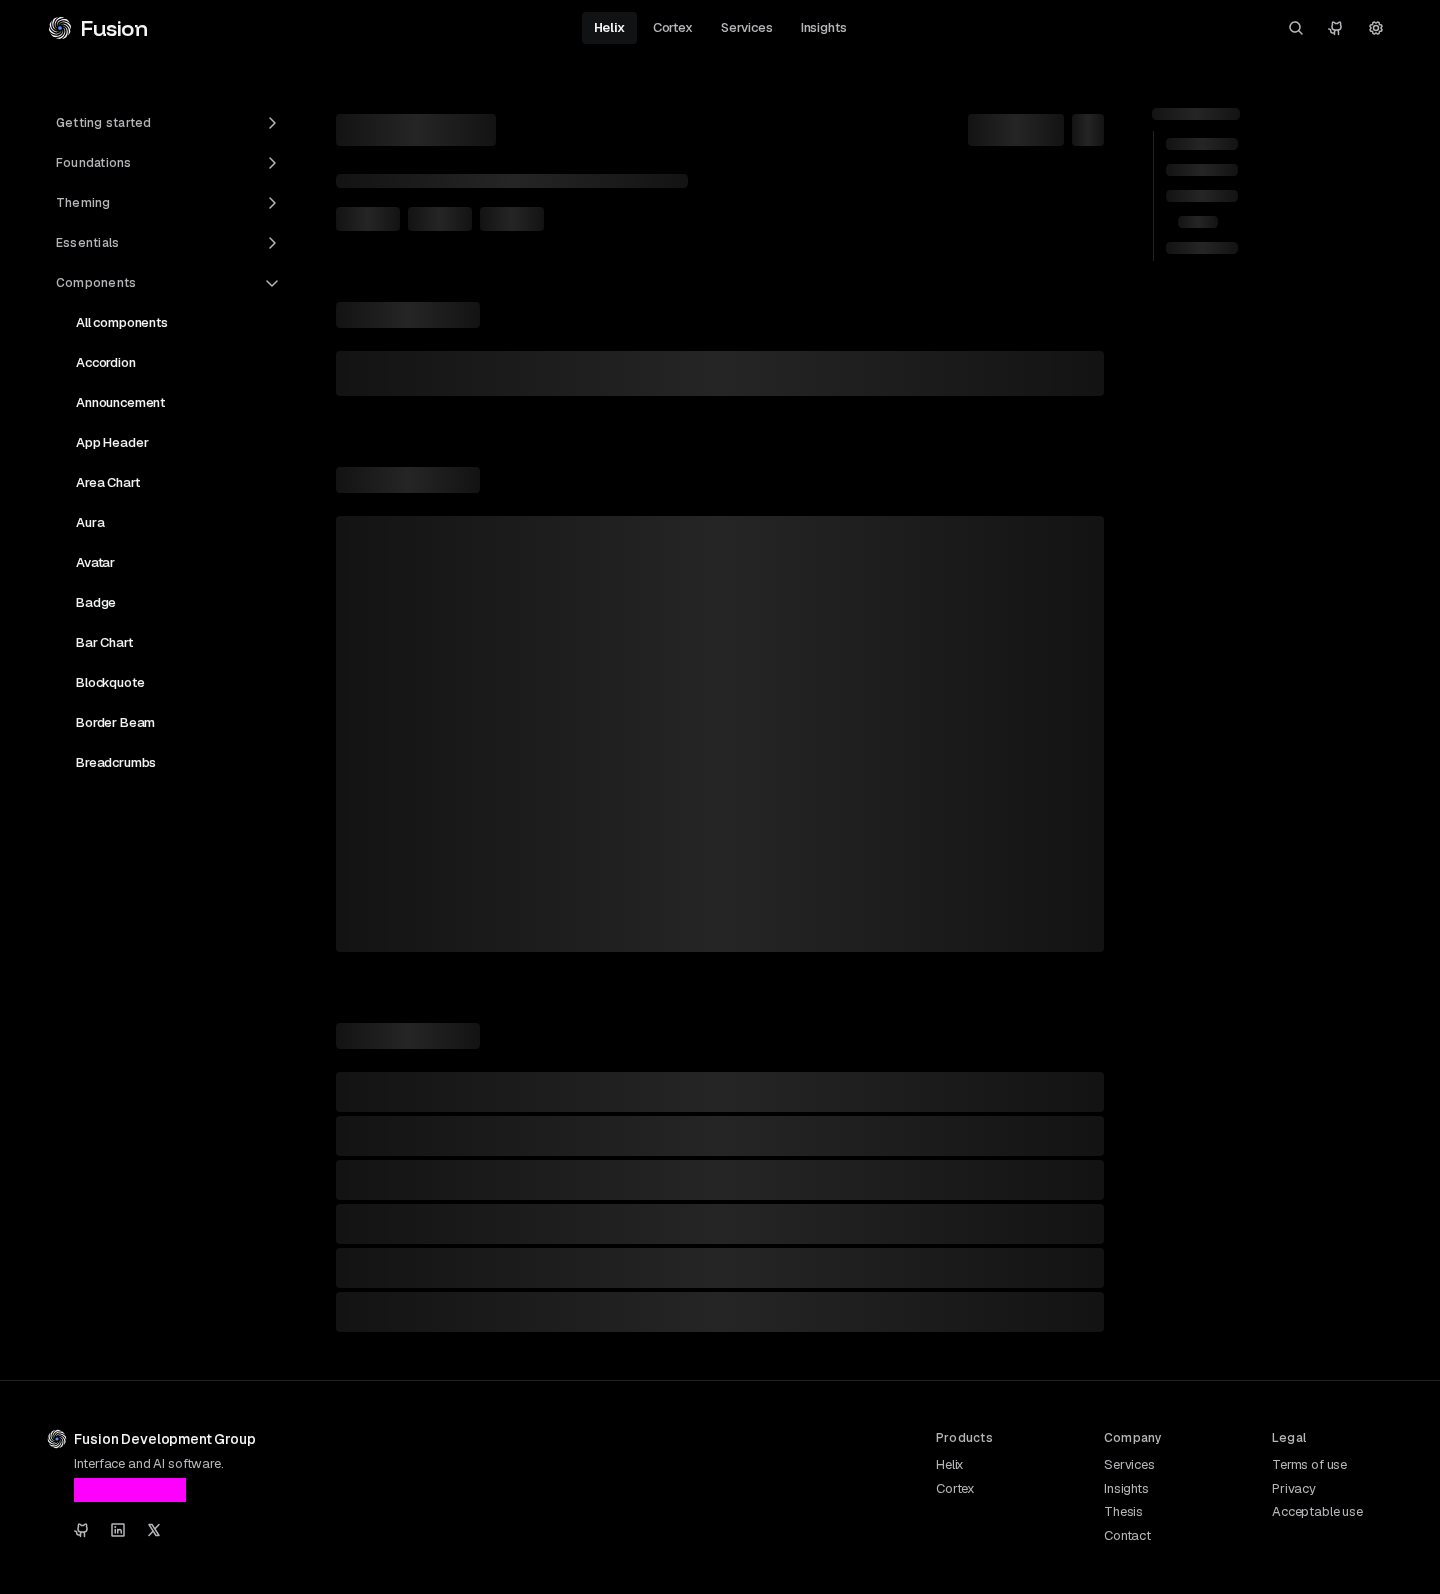 Fusion
Helix
Cortex
Services
Insights
Getting started
Foundations
Theming
Essentials
Components
All components
Accordion
Announcement
App Header
Area Chart
Aura
Avatar
Badge
Bar Chart
Blockquote
Border Beam
Breadcrumbs
Fusion Development Group
Interface and AI software.
Products
Helix
Cortex
Company
Services
Insights
Thesis
Contact
Legal
Terms of use
Privacy
Acceptable use